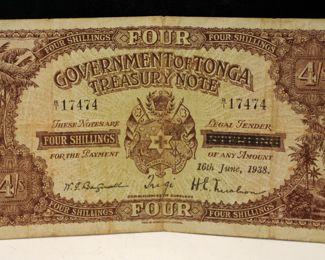 FOUR
FOUR SHILLINGS FOUR SHILLINGS
GOVERNMENT OF TONGA
TREASURY NOTE
4/- 4/-
17474 17474
THESE NOTES ARE LEGAL TENDER
FOUR SHILLINGS
FOR THE PAYMENT OF ANY AMOUNT
16th June, 1938.
FOUR SHILLINGS FOUR SHILLINGS
FOUR